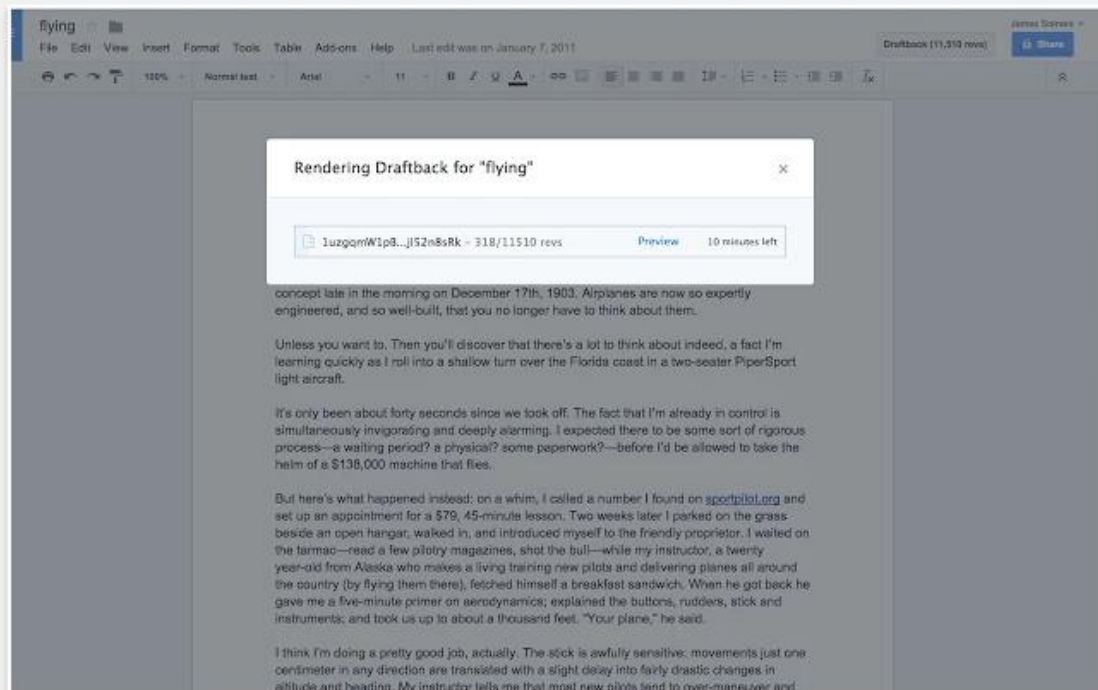 flying
File Edit View Insert Format Tools Table Add-ons Help Last edit was on January 7, 2011
James Somers
Draftback (11,510 revs)
Share
100% Normal text Arial 11 B I U A
Rendering Draftback for "flying" ×
1uzgqmW1pB...jI52n8sRk - 318/11510 revs Preview 10 minutes left
concept late in the morning on December 17th, 1903. Airplanes are now so expertly
engineered, and so well-built, that you no longer have to think about them.
Unless you want to. Then you'll discover that there's a lot to think about indeed, a fact I'm
learning quickly as I roll into a shallow turn over the Florida coast in a two-seater PiperSport
light aircraft.
It's only been about forty seconds since we took off. The fact that I'm already in control is
simultaneously invigorating and deeply alarming. I expected there to be some sort of rigorous
process—a waiting period? a physical? some paperwork?—before I'd be allowed to take the
helm of a $138,000 machine that flies.
But here's what happened instead: on a whim, I called a number I found on sportpilot.org and
set up an appointment for a $79, 45-minute lesson. Two weeks later I parked on the grass
beside an open hangar, walked in, and introduced myself to the friendly proprietor. I waited on
the tarmac—read a few pilotry magazines, shot the bull—while my instructor, a twenty
year-old from Alaska who makes a living training new pilots and delivering planes all around
the country (by flying them there), fetched himself a breakfast sandwich. When he got back he
gave me a five-minute primer on aerodynamics; explained the buttons, rudders, stick and
instruments; and took us up to about a thousand feet. "Your plane," he said.
I think I'm doing a pretty good job, actually. The stick is awfully sensitive: movements just one
centimeter in any direction are translated with a slight delay into fairly drastic changes in
altitude and heading. My instructor tells me that most new pilots tend to over-maneuver and